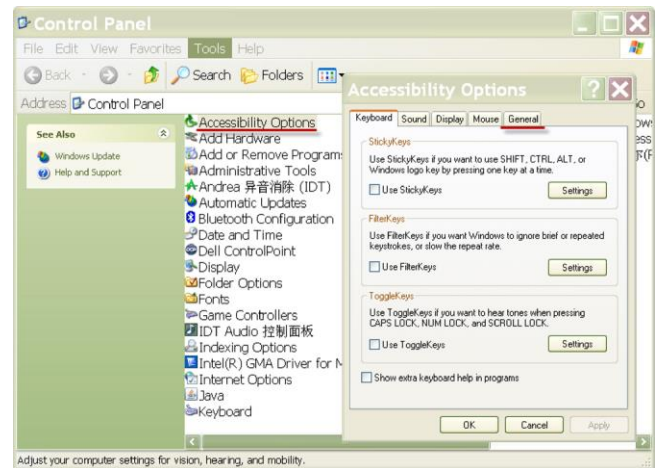 Control Panel
File Edit View Favorites Tools Help
Back Search Folders
Address Control Panel
See Also
Windows Update
Help and Support
Accessibility Options
Add Hardware
Add or Remove Program
Administrative Tools
Andrea 异音消除 (IDT)
Automatic Updates
Bluetooth Configuration
Date and Time
Dell ControlPoint
Display
Folder Options
Fonts
Game Controllers
IDT Audio 控制面板
Indexing Options
Intel(R) GMA Driver for M
Internet Options
Java
Keyboard
Accessibility Options
Keyboard Sound Display Mouse General
StickyKeys
Use StickyKeys if you want to use SHIFT, CTRL, ALT, or
Windows logo key by pressing one key at a time.
Use StickyKeys Settings
FilterKeys
Use FilterKeys if you want Windows to ignore brief or repeated
keystrokes, or slow the repeat rate.
Use FilterKeys Settings
ToggleKeys
Use ToggleKeys if you want to hear tones when pressing
CAPS LOCK, NUM LOCK, and SCROLL LOCK.
Use ToggleKeys Settings
Show extra keyboard help in programs
OK Cancel Apply
Adjust your computer settings for vision, hearing, and mobility.